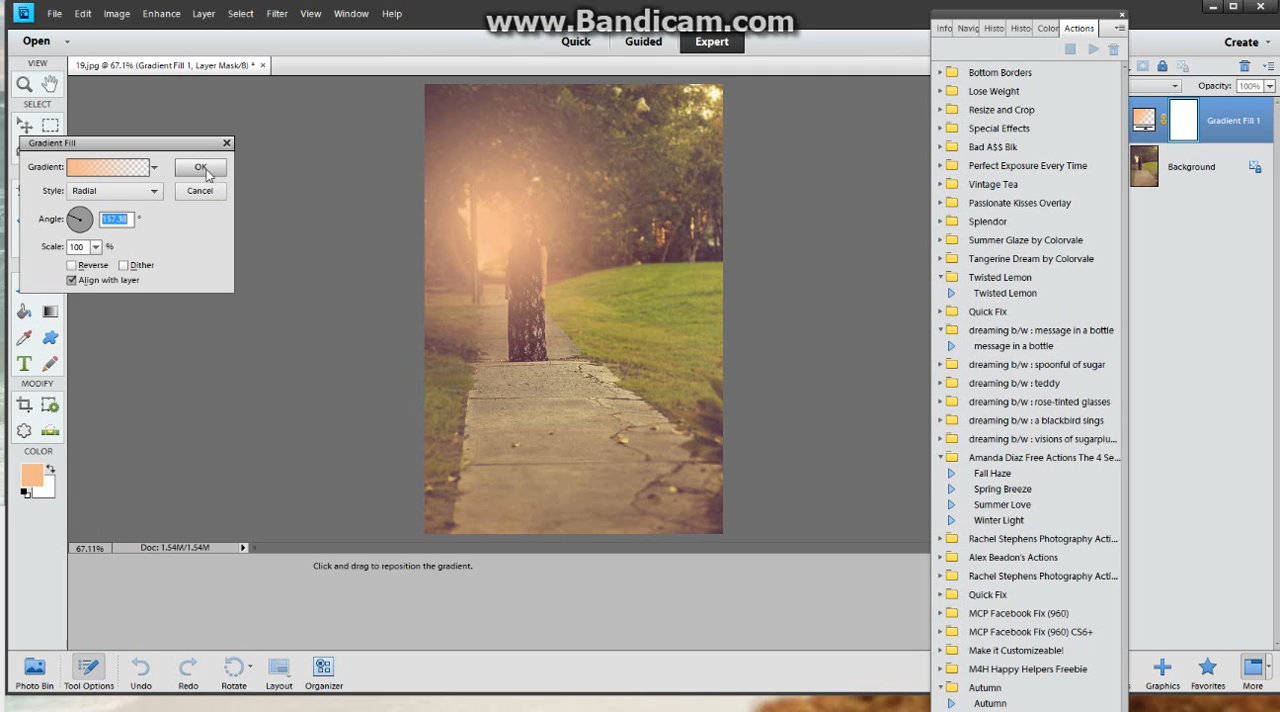 File Edit Image Enhance Layer Select Filter View Window Help
www.Bandicam.com
Open
Quick Guided Expert
Create
VIEW
19.jpg @ 67.1% (Gradient Fill 1, Layer Mask/8) * ×
SELECT
Gradient Fill
Gradient:
OK
Style: Radial
Cancel
Angle: 157.38 °
Scale: 100 %
Reverse Dither
Align with layer
MODIFY
COLOR
67.11% Doc: 1.54M/1.54M
Click and drag to reposition the gradient.
Photo Bin Tool Options Undo Redo Rotate Layout Organizer
Info Navig Histo Histo Color Actions
Bottom Borders
Lose Weight
Resize and Crop
Special Effects
Bad A$$ Blk
Perfect Exposure Every Time
Vintage Tea
Passionate Kisses Overlay
Splendor
Summer Glaze by Colorvale
Tangerine Dream by Colorvale
Twisted Lemon
Twisted Lemon
Quick Fix
dreaming b/w : message in a bottle
message in a bottle
dreaming b/w : spoonful of sugar
dreaming b/w : teddy
dreaming b/w : rose-tinted glasses
dreaming b/w : a blackbird sings
dreaming b/w : visions of sugarplu...
Amanda Diaz Free Actions The 4 Se...
Fall Haze
Spring Breeze
Summer Love
Winter Light
Rachel Stephens Photography Acti...
Alex Beadon's Actions
Rachel Stephens Photography Acti...
Quick Fix
MCP Facebook Fix (960)
MCP Facebook Fix (960) CS6+
Make it Customizeable!
M4H Happy Helpers Freebie
Autumn
Autumn
Opacity: 100%
Gradient Fill 1
Background
Graphics Favorites More